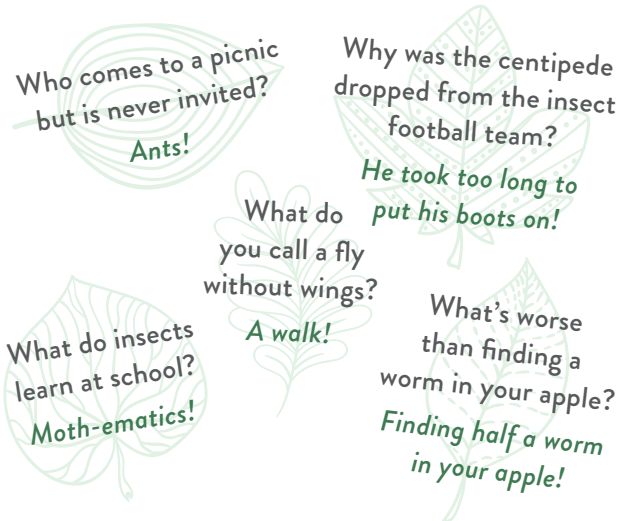 Who comes to a picnic
but is never invited?
Ants!
Why was the centipede
dropped from the insect
football team?
He took too long to
put his boots on!
What do
you call a fly
without wings?
A walk!
What do insects
learn at school?
Moth-ematics!
What's worse
than finding a
worm in your apple?
Finding half a worm
in your apple!